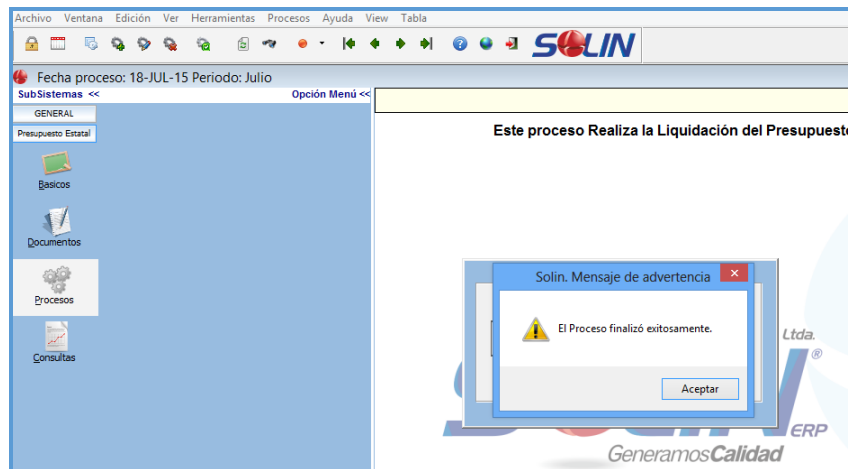 Archivo Ventana Edición Ver Herramientas Procesos Ayuda View Tabla
SOLIN
Fecha proceso: 18-JUL-15 Periodo: Julio
SubSistemas << Opción Menú <<
GENERAL
Presupuesto Estatal
Este proceso Realiza la Liquidación del Presupuesto
Basicos
Documentos
Procesos
Consultas
Solin. Mensaje de advertencia
El Proceso finalizó exitosamente.
Aceptar
Ltda.
®
ERP
GeneramosCalidad